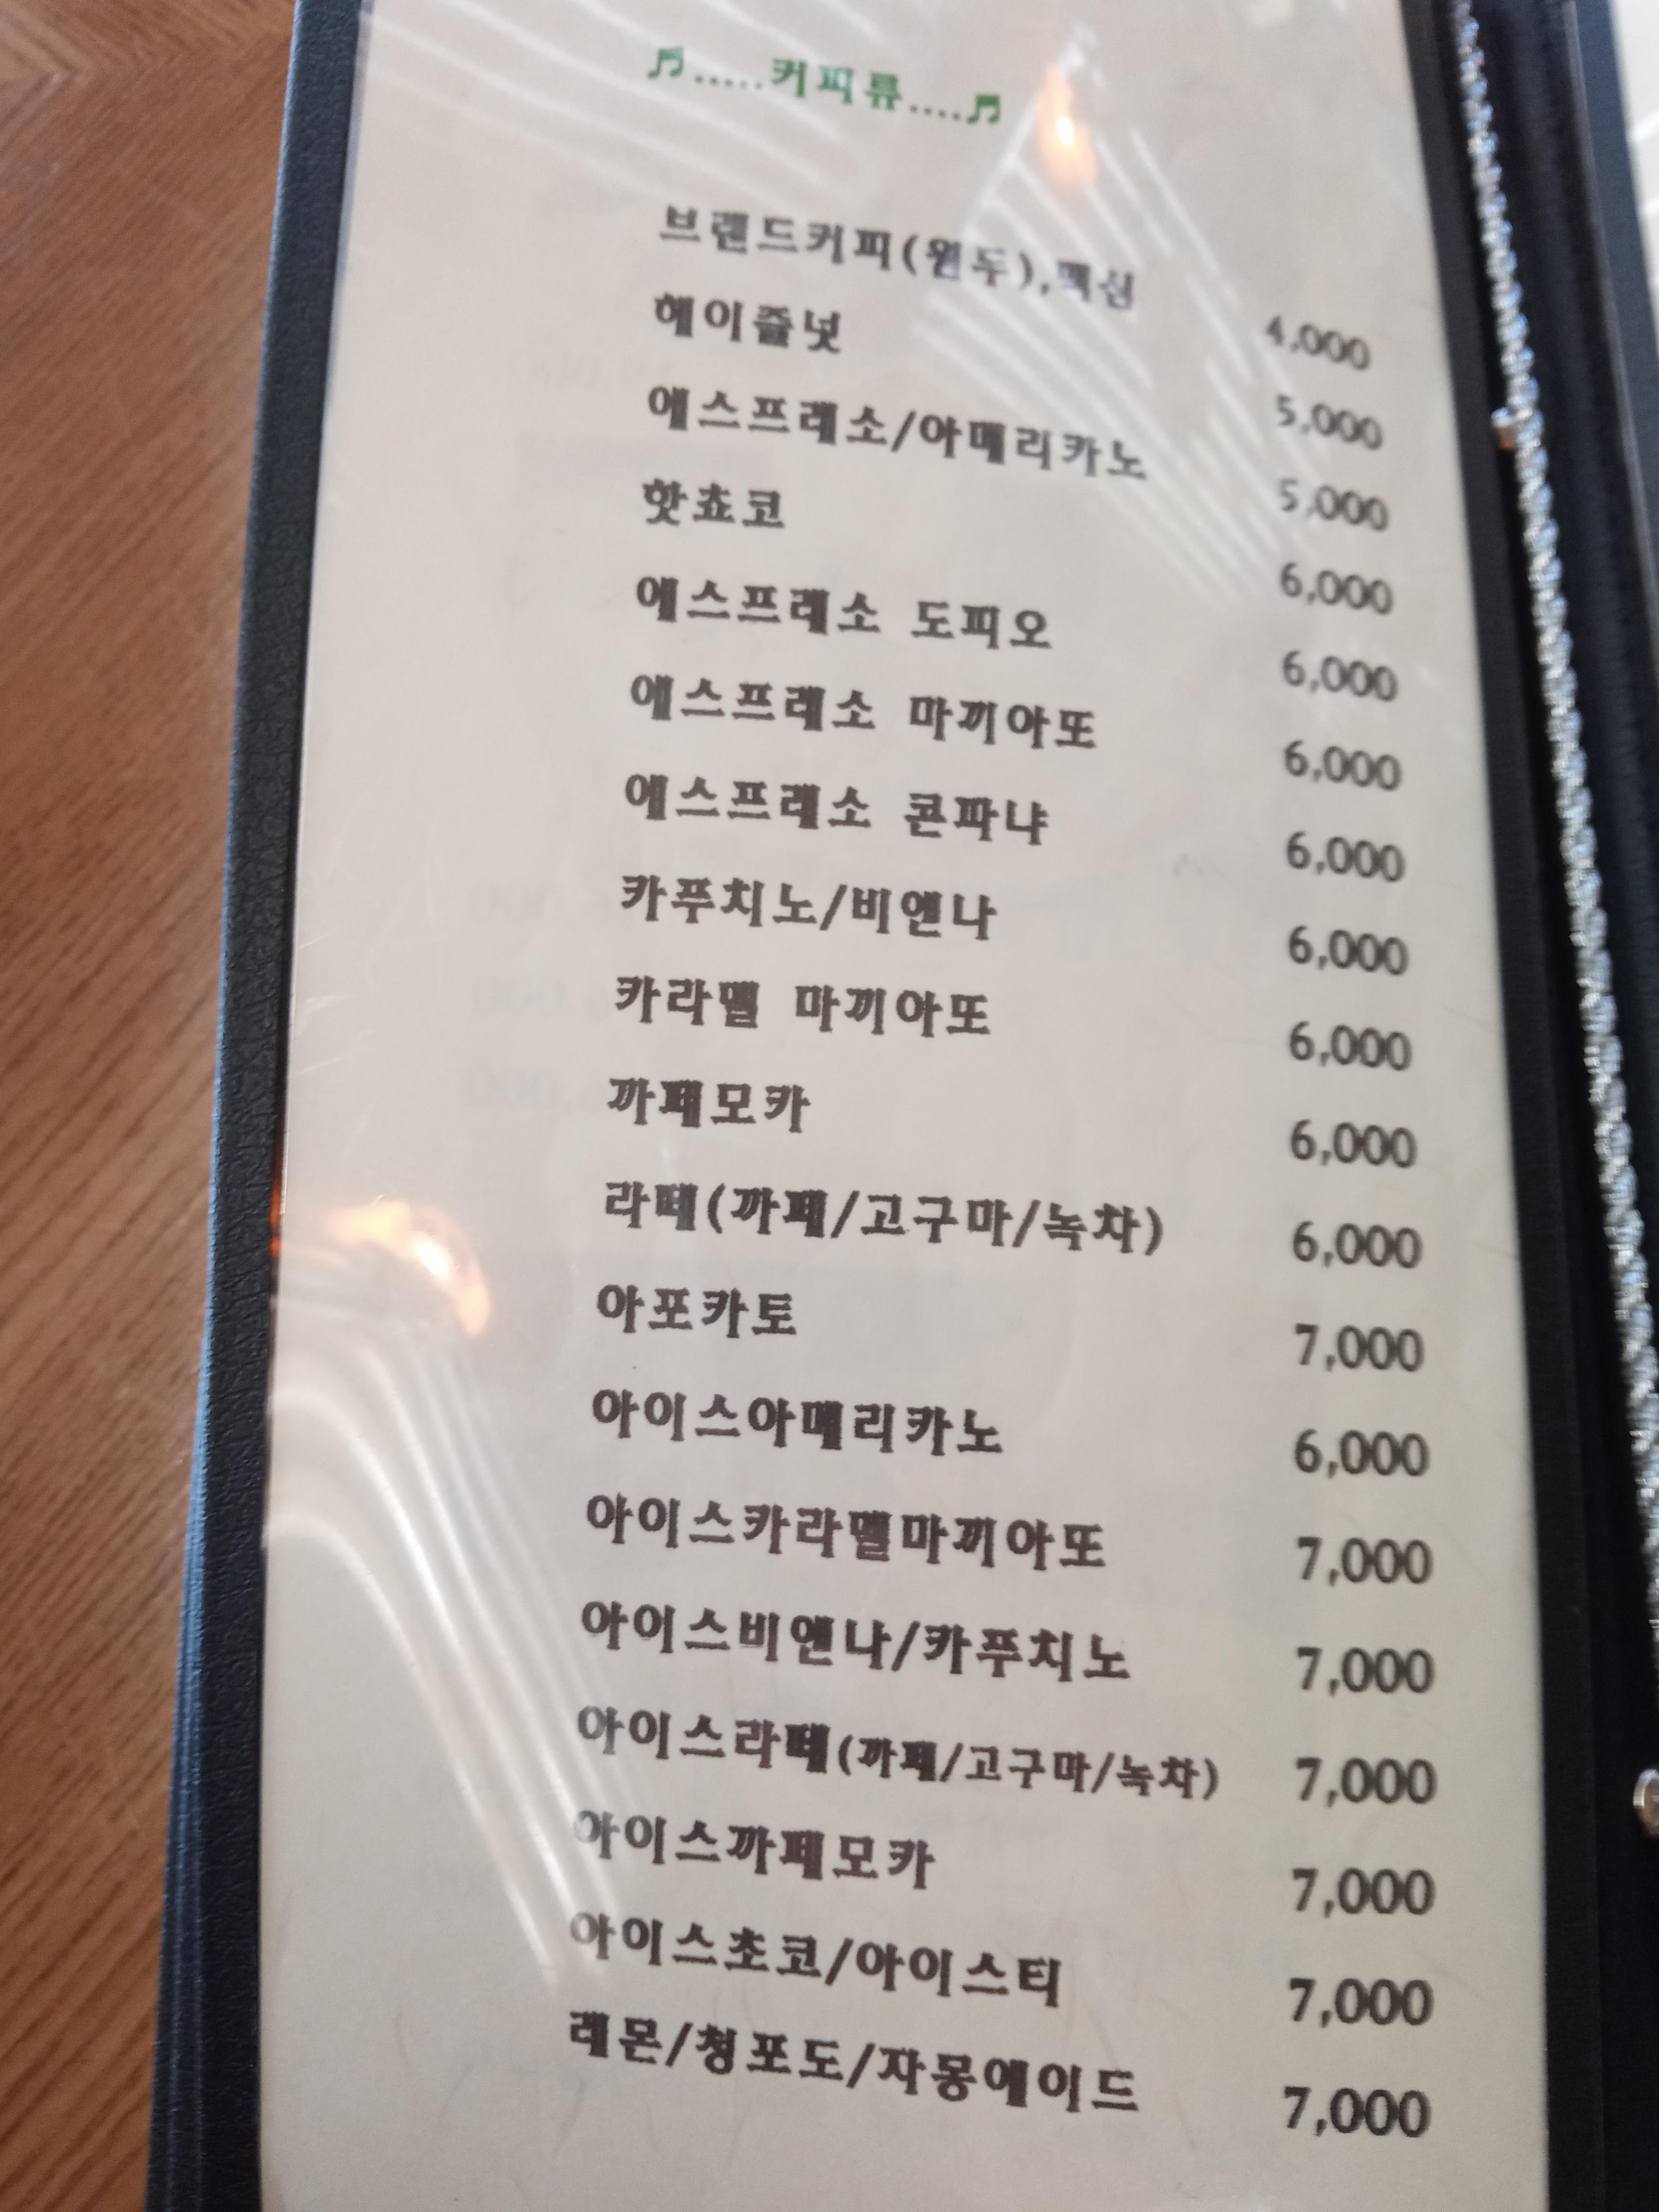 ♬.....커피류....♬
브랜드커피(원두),맥심 4,000
헤이즐넛 5,000
에스프레소/아메리카노 5,000
핫쵸코 6,000
에스프레소 도피오 6,000
에스프레소 마끼아또 6,000
에스프레소 콘파냐 6,000
카푸치노/비엔나 6,000
카라멜 마끼아또 6,000
까페모카 6,000
라떼(까페/고구마/녹차) 6,000
아포카토 7,000
아이스아메리카노 6,000
아이스카라멜마끼아또 7,000
아이스비엔나/카푸치노 7,000
아이스라떼(까페/고구마/녹차) 7,000
아이스까페모카 7,000
아이스초코/아이스티 7,000
레몬/청포도/자몽에이드 7,000